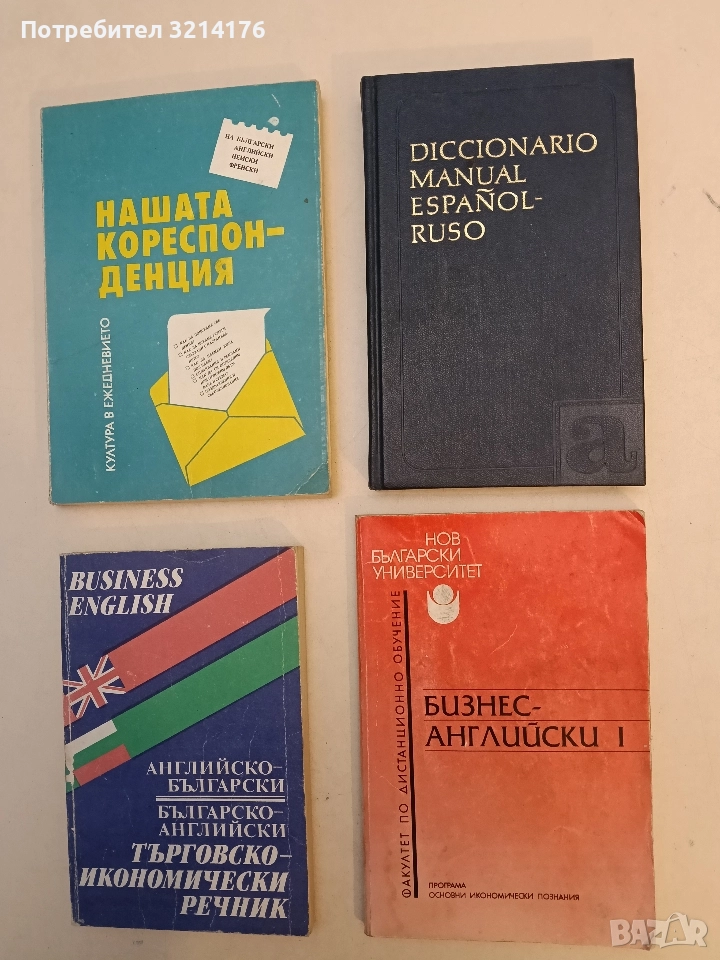 Потребител 3214176
НА БЪЛГАРСКИ
АНГЛИЙСКИ
НЕМСКИ
ФРЕНСКИ
НАШАТА
КОРЕСПОН-
ДЕНЦИЯ
КУЛТУРА В ЕЖЕДНЕВИЕТО
DICCIONARIO
MANUAL
ESPAÑOL-
RUSO
a
BUSINESS
ENGLISH
АНГЛИЙСКО-
БЪЛГАРСКИ
БЪЛГАРСКО-
АНГЛИЙСКИ
ТЪРГОВСКО-
ИКОНОМИЧЕСКИ
РЕЧНИК
НОВ
БЪЛГАРСКИ
УНИВЕРСИТЕТ
ФАКУЛТЕТ ПО ДИСТАНЦИОННО ОБУЧЕНИЕ
БИЗНЕС-
АНГЛИЙСКИ I
ПРОГРАМА
ОСНОВНИ ИКОНОМИЧЕСКИ ПОЗНАНИЯ
BAZAR